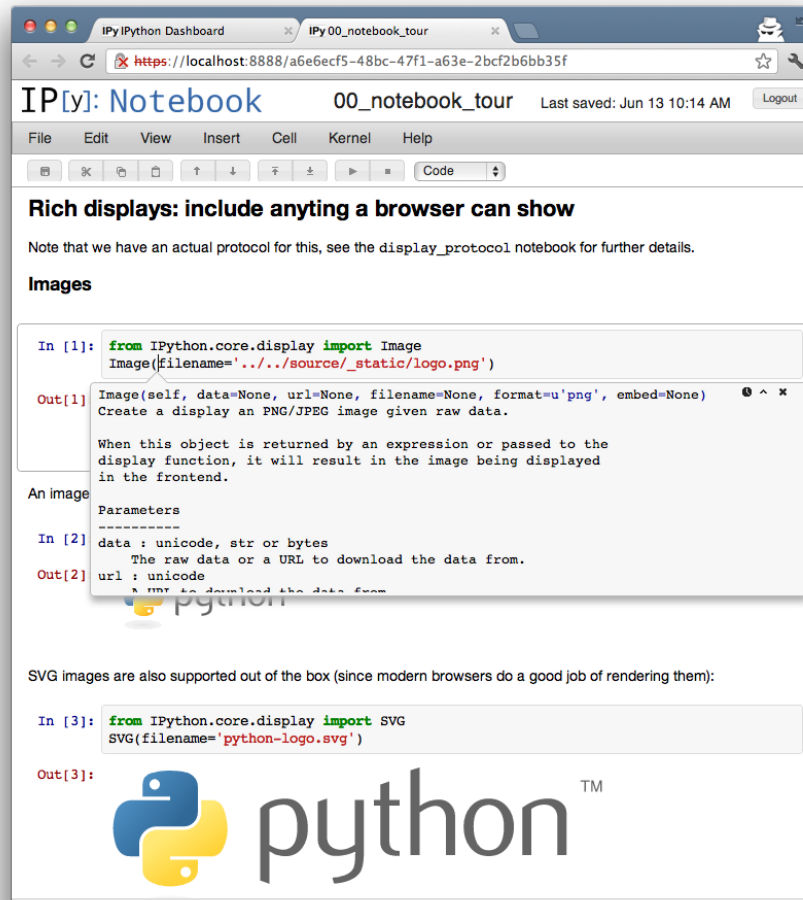 IPy IPython Dashboard
IPy 00_notebook_tour
https://localhost:8888/a6e6ecf5-48bc-47f1-a63e-2bcf2b6bb35f
IP[y]: Notebook
00_notebook_tour
Last saved: Jun 13 10:14 AM
Logout
File Edit View Insert Cell Kernel Help
Code
Rich displays: include anyting a browser can show
Note that we have an actual protocol for this, see the display_protocol notebook for further details.
Images
In [1]: from IPython.core.display import Image
Image(filename='../../source/_static/logo.png')
Out[1]
Image(self, data=None, url=None, filename=None, format=u'png', embed=None)
Create a display an PNG/JPEG image given raw data.
When this object is returned by an expression or passed to the
display function, it will result in the image being displayed
in the frontend.
Parameters
----------
data : unicode, str or bytes
The raw data or a URL to download the data from.
url : unicode
A URL to download the data from
An image
In [2]
Out[2]
python
SVG images are also supported out of the box (since modern browsers do a good job of rendering them):
In [3]: from IPython.core.display import SVG
SVG(filename='python-logo.svg')
Out[3]:
python TM